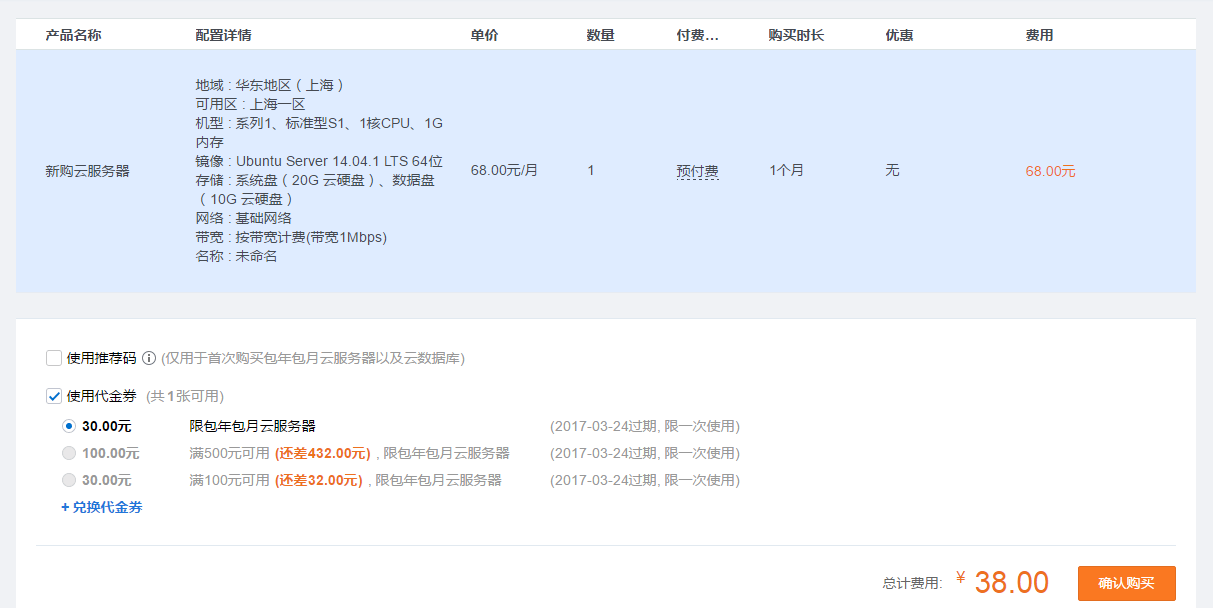 产品名称 配置详情 单价 数量 付费... 购买时长 优惠 费用
地域 : 华东地区 ( 上海 )
可用区 : 上海一区
机型 : 系列1、标准型S1、1核CPU、1G
内存
镜像 : Ubuntu Server 14.04.1 LTS 64位
新购云服务器 68.00元/月 1 预付费 1个月 无 68.00元
存储 : 系统盘 ( 20G 云硬盘 ) 、数据盘
( 10G 云硬盘 )
网络 : 基础网络
带宽 : 按带宽计费(带宽1Mbps)
名称 : 未命名
使用推荐码 (仅用于首次购买包年包月云服务器以及云数据库)
使用代金券 (共 1张可用)
30.00元 限包年包月云服务器 (2017-03-24过期, 限一次使用)
100.00元 满500元可用 (还差432.00元) , 限包年包月云服务器 (2017-03-24过期, 限一次使用)
30.00元 满100元可用 (还差32.00元) , 限包年包月云服务器 (2017-03-24过期, 限一次使用)
+ 兑换代金券
总计费用: ¥ 38.00 确认购买